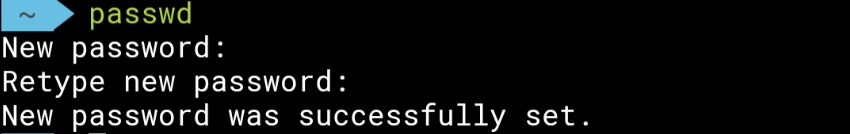 ~ passwd
New password:
Retype new password:
New password was successfully set.